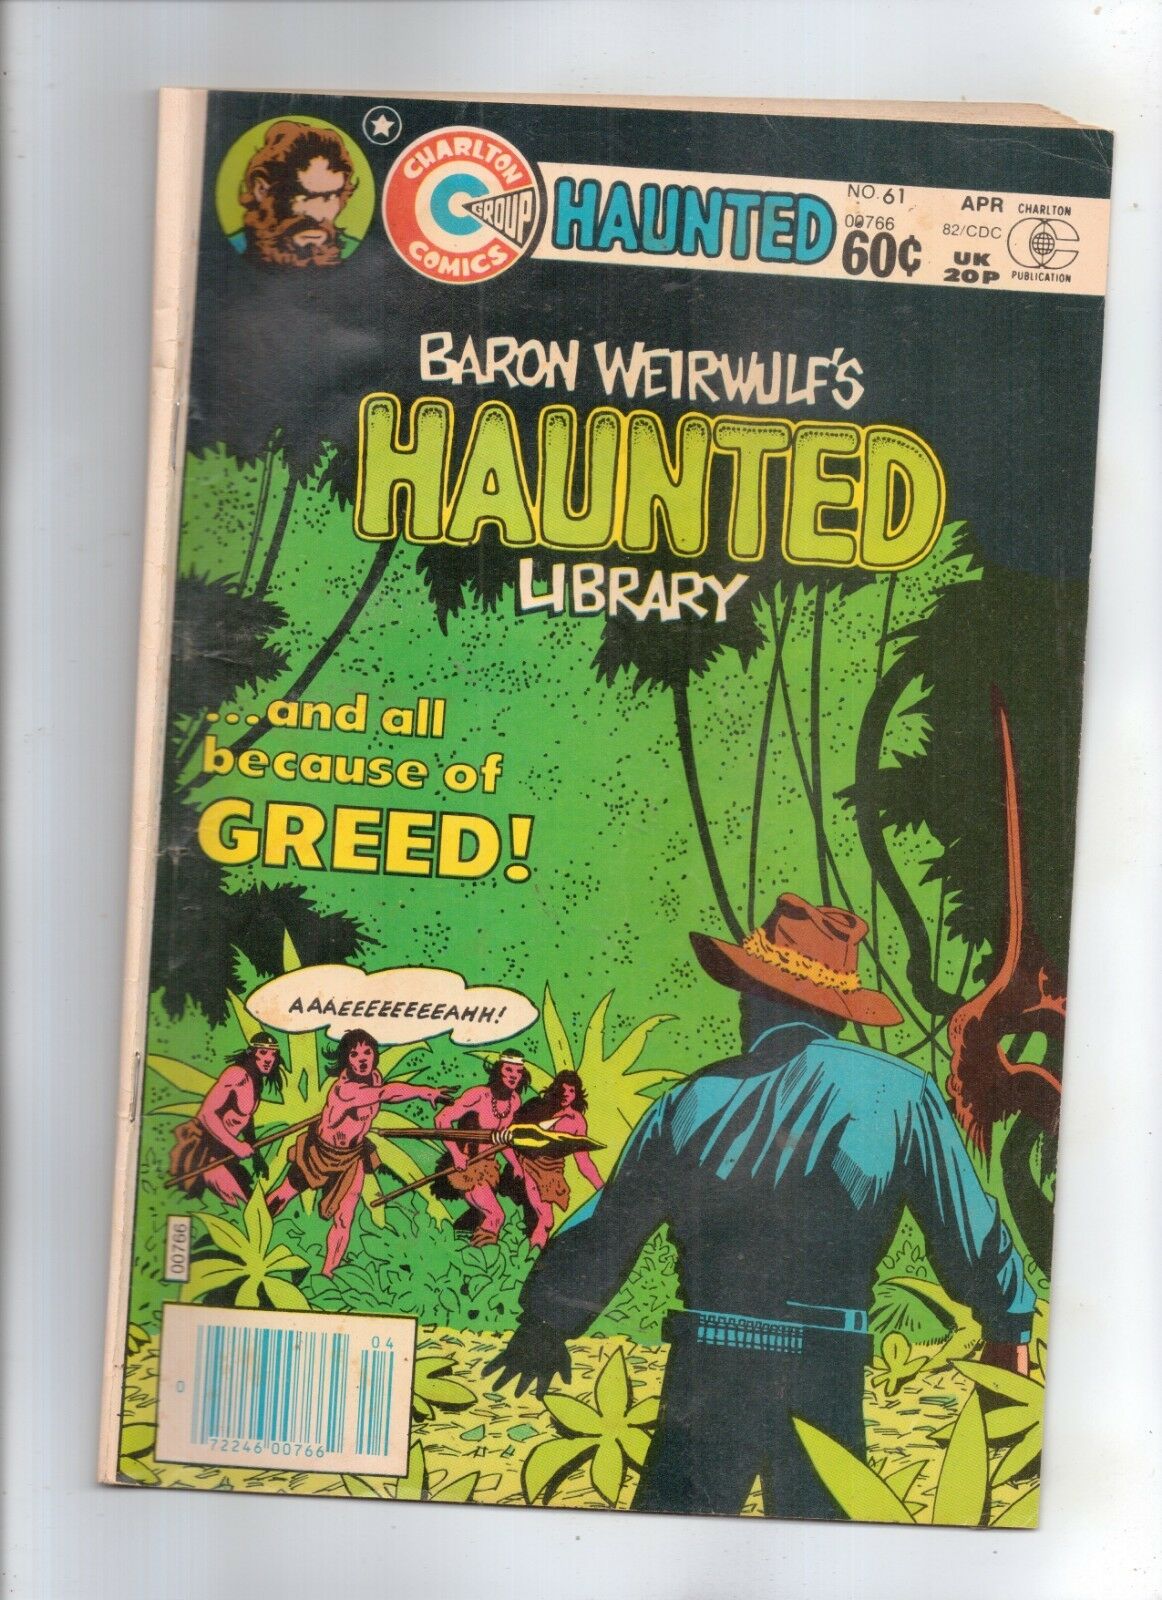 CHARLTON
C GROUP
COMICS
HAUNTED
NO. 61
00766
60¢
APR
82/CDC
UK
20P
CHARLTON
C
PUBLICATION
BARON WEIRWULF'S
HAUNTED
LIBRARY
...and all
because of
GREED!
AAAEEEEEEEEAHH!
00766
04
0
72246 00766